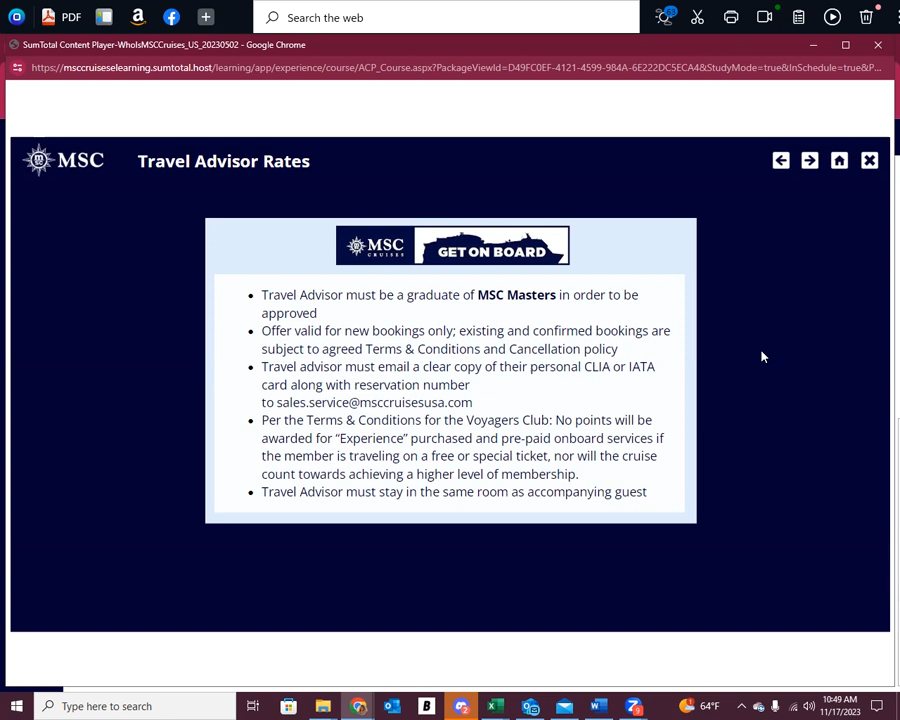 PDF
Search the web
SumTotal Content Player-WhoIsMSCCruises_US_20230502 - Google Chrome
https://msccruiseselearning.sumtotal.host/learning/app/experience/course/ACP_Course.aspx?PackageViewId=D49FC0EF-4121-4599-984A-6E222DC5ECA4&StudyMode=true&InSchedule=true&P...
MSC
Travel Advisor Rates
MSC
CRUISES
GET ON BOARD
• Travel Advisor must be a graduate of MSC Masters in order to be
approved
• Offer valid for new bookings only; existing and confirmed bookings are
subject to agreed Terms & Conditions and Cancellation policy
• Travel advisor must email a clear copy of their personal CLIA or IATA
card along with reservation number
to sales.service@msccruisesusa.com
• Per the Terms & Conditions for the Voyagers Club: No points will be
awarded for “Experience” purchased and pre-paid onboard services if
the member is traveling on a free or special ticket, nor will the cruise
count towards achieving a higher level of membership.
• Travel Advisor must stay in the same room as accompanying guest
Type here to search
B
64°F
10:49 AM
11/17/2023